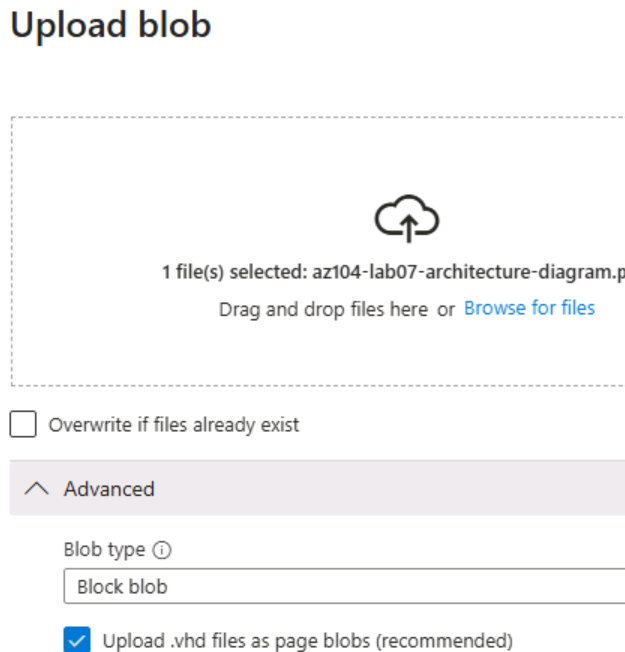 Upload blob
1 file(s) selected: az104-lab07-architecture-diagram.p
Drag and drop files here or Browse for files
Overwrite if files already exist
Advanced
Blob type
Block blob
Upload .vhd files as page blobs (recommended)